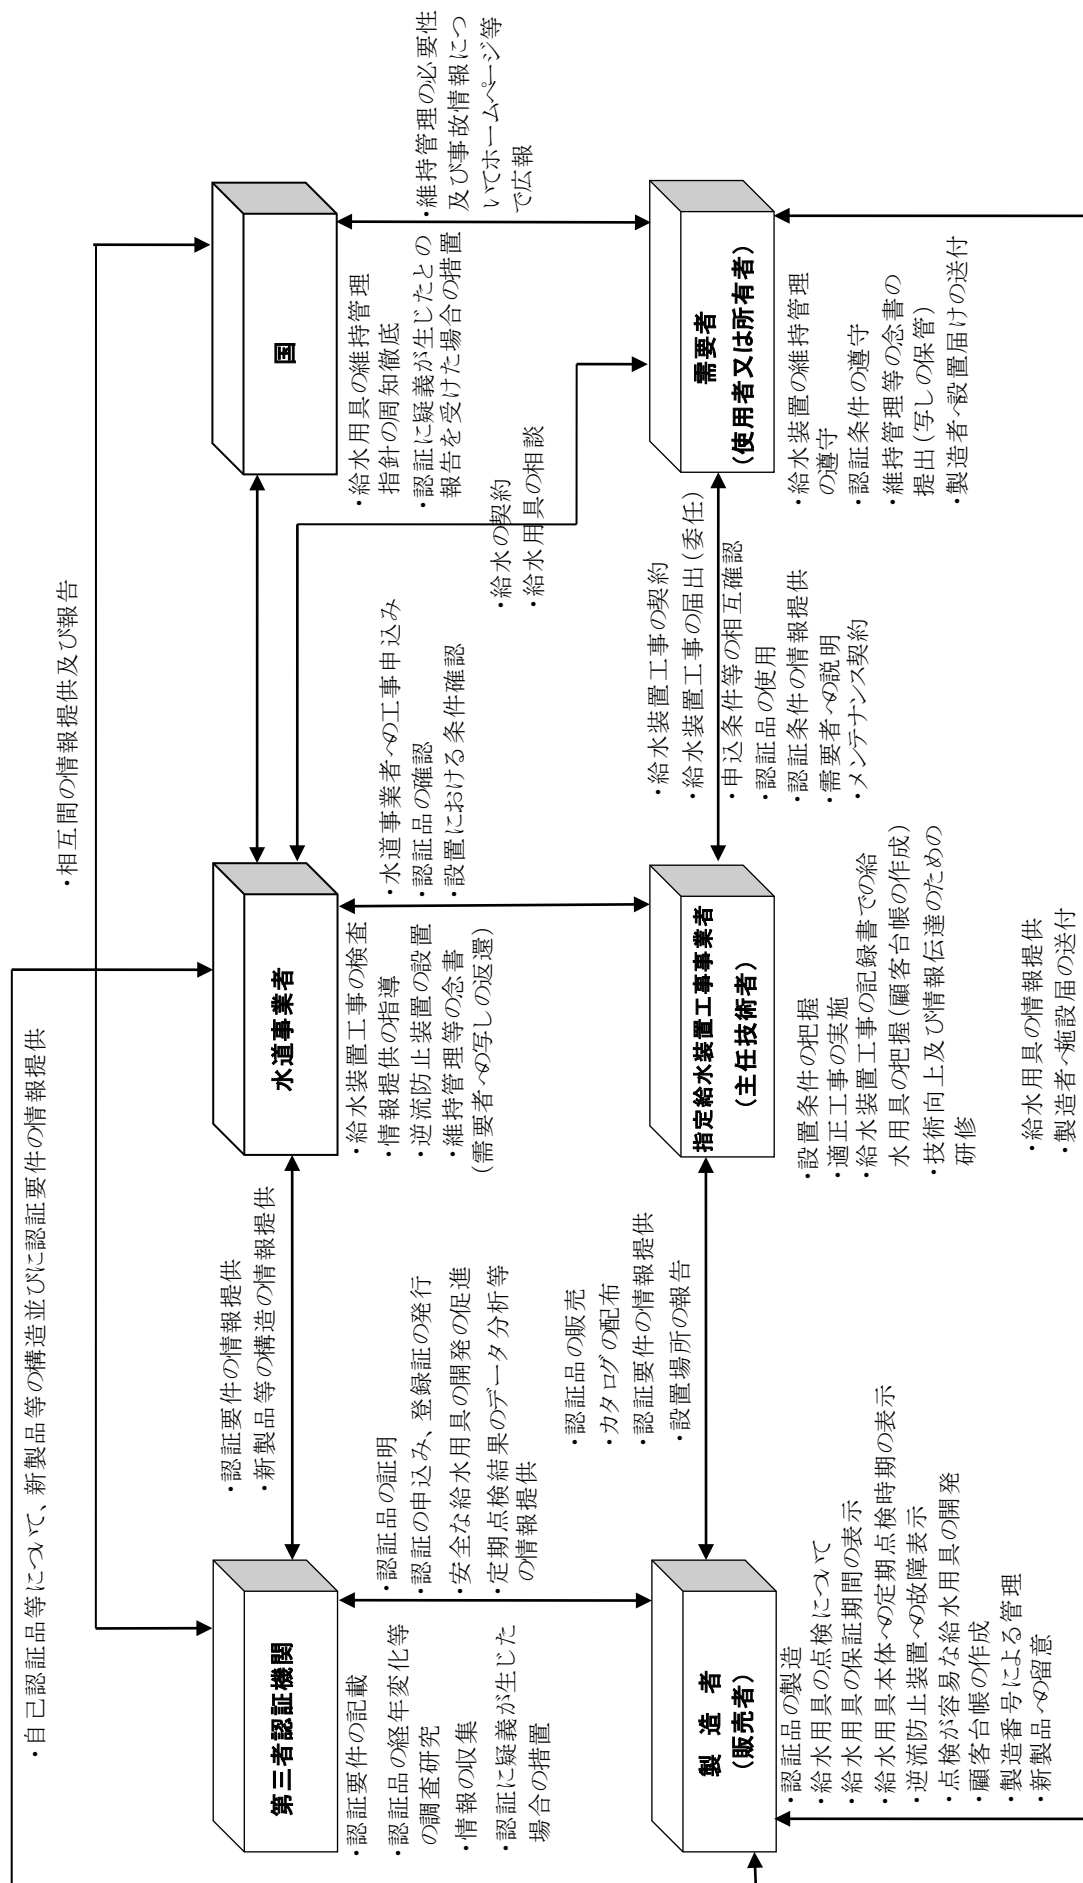 ・自己認証品等について、新製品等の構造並びに認証要件の情報提供
・相互間の情報提供及び報告
第三者認証機関
・認証要件の記載
・認証品の経年変化等
の調査研究
・情報の収集
・認証に疑義が生じた
場合の措置
・認証要件の情報提供
・新製品等の構造の情報提供
水道事業者
・給水装置工事の検査
・情報提供の指導
・逆流防止装置の設置
・維持管理等の念書
(需要者への写しの返還)
国
・給水用具の維持管理
指針の周知徹底
・認証に疑義が生じたとの
報告を受けた場合の措置
・維持管理の必要性
及び事故情報につ
いてホームページ等
で広報
・認証品の証明
・認証の申込み、登録証の発行
・安全な給水用具の開発の促進
・定期点検結果のデータ分析等
の情報提供
・水道事業者への工事申込み
・認証品の確認
・設置における条件確認
・給水の契約
・給水用具の相談
製造者
(販売者)
・認証品の製造
・給水用具の点検について
・給水用具の保証期間の表示
・給水用具本体への定期点検時期の表示
・逆流防止装置への故障表示
・点検が容易な給水用具の開発
・顧客台帳の作成
・製造番号による管理
・新製品への留意
・認証品の販売
・カタログの配布
・認証要件の情報提供
・設置場所の報告
指定給水装置工事事業者
(主任技術者)
・設置条件の把握
・適正工事の実施
・給水装置工事の記録書での給
水用具の把握(顧客台帳の作成)
・技術向上及び情報伝達のための
研修
・給水装置工事の契約
・給水装置工事の届出(委任)
・申込条件等の相互確認
・認証品の使用
・認証条件の情報提供
・需要者への説明
・メンテナンス契約
需要者
(使用者又は所有者)
・給水装置の維持管理
の遵守
・認証条件の遵守
・維持管理等の念書の
提出(写しの保管)
・製造者へ設置届けの送付
・給水用具の情報提供
・製造者へ施設届の送付